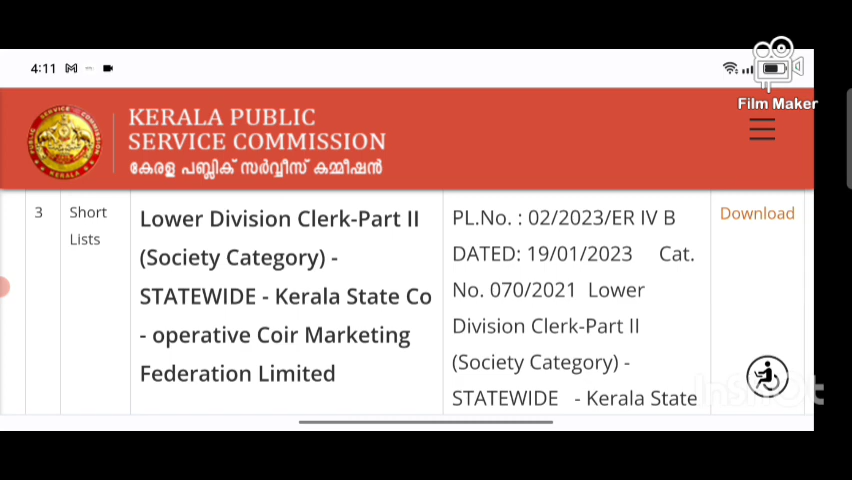 4:11
Film Maker
KERALA PUBLIC
SERVICE COMMISSION
കേരള പബ്ലിക് സർവ്വീസ് കമ്മീഷൻ
3
Short
Lists
Lower Division Clerk-Part II
(Society Category) -
STATEWIDE - Kerala State Co
- operative Coir Marketing
Federation Limited
PL.No. : 02/2023/ER IV B
DATED: 19/01/2023 Cat.
No. 070/2021 Lower
Division Clerk-Part II
(Society Category) -
STATEWIDE - Kerala State
Download
InShot